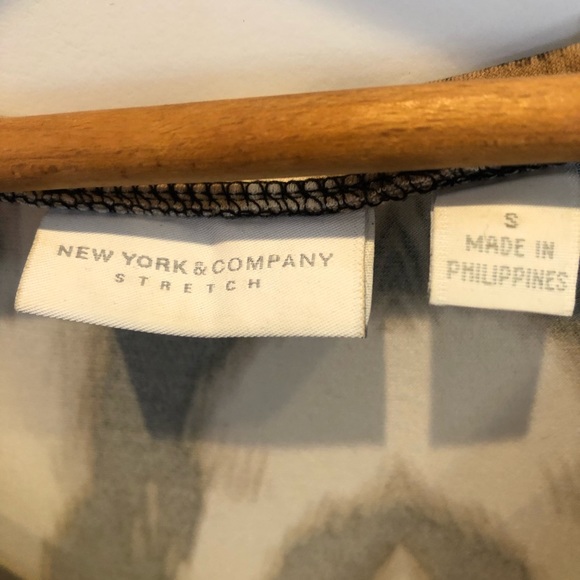 NEW YORK & COMPANY
STRETCH
S
MADE IN
PHILIPPINES